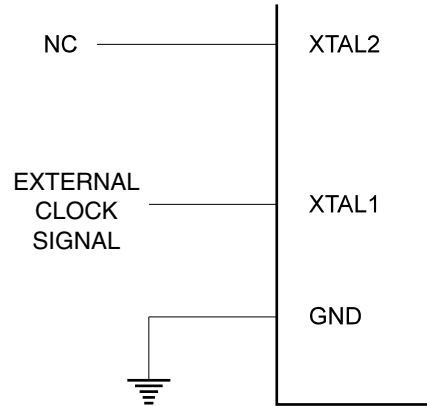 NC XTAL2
EXTERNAL
CLOCK XTAL1
SIGNAL
GND